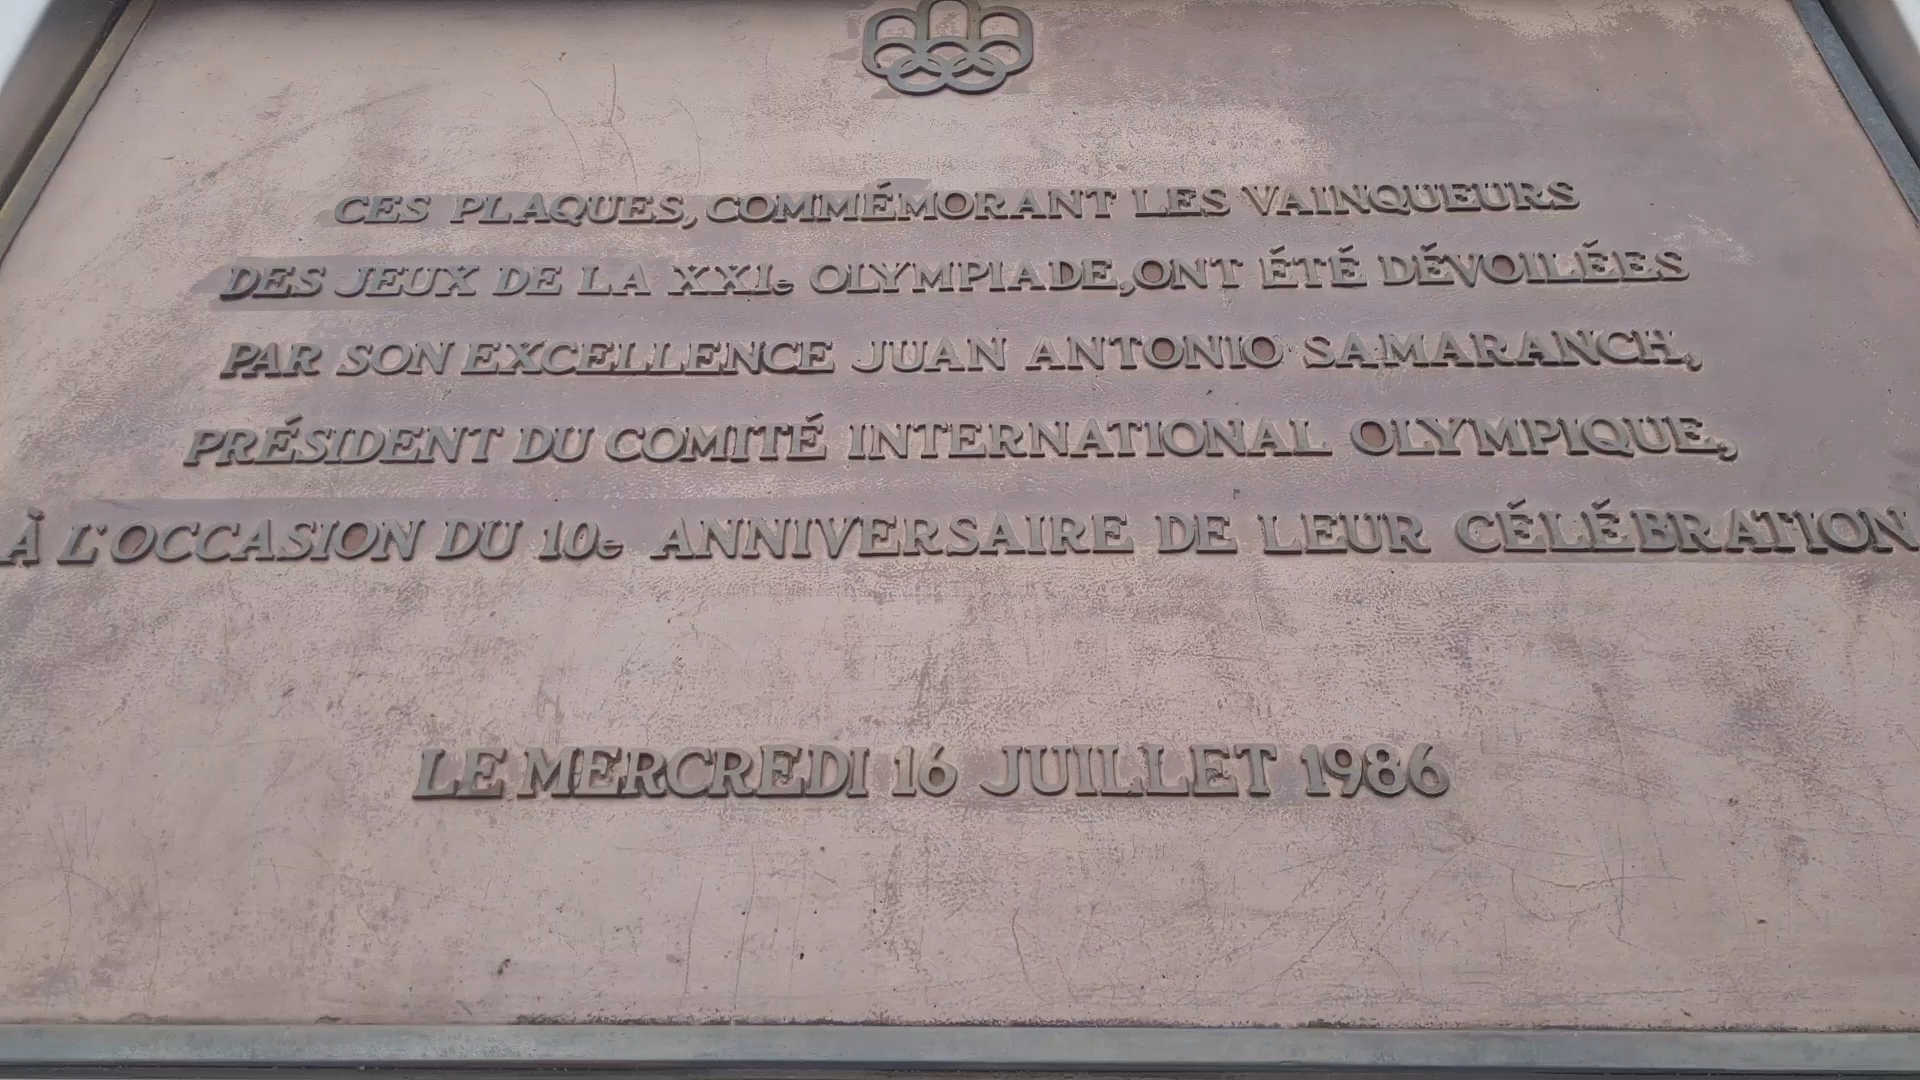 CES PLAQUES, COMMÉMORANT LES VAINQUEURS
DES JEUX DE LA XXIe OLYMPIADE, ONT ÉTÉ DÉVOILÉES
PAR SON EXCELLENCE JUAN ANTONIO SAMARANCH,
PRÉSIDENT DU COMITÉ INTERNATIONAL OLYMPIQUE,
À L'OCCASION DU 10e ANNIVERSAIRE DE LEUR CÉLÉBRATION
LE MERCREDI 16 JUILLET 1986